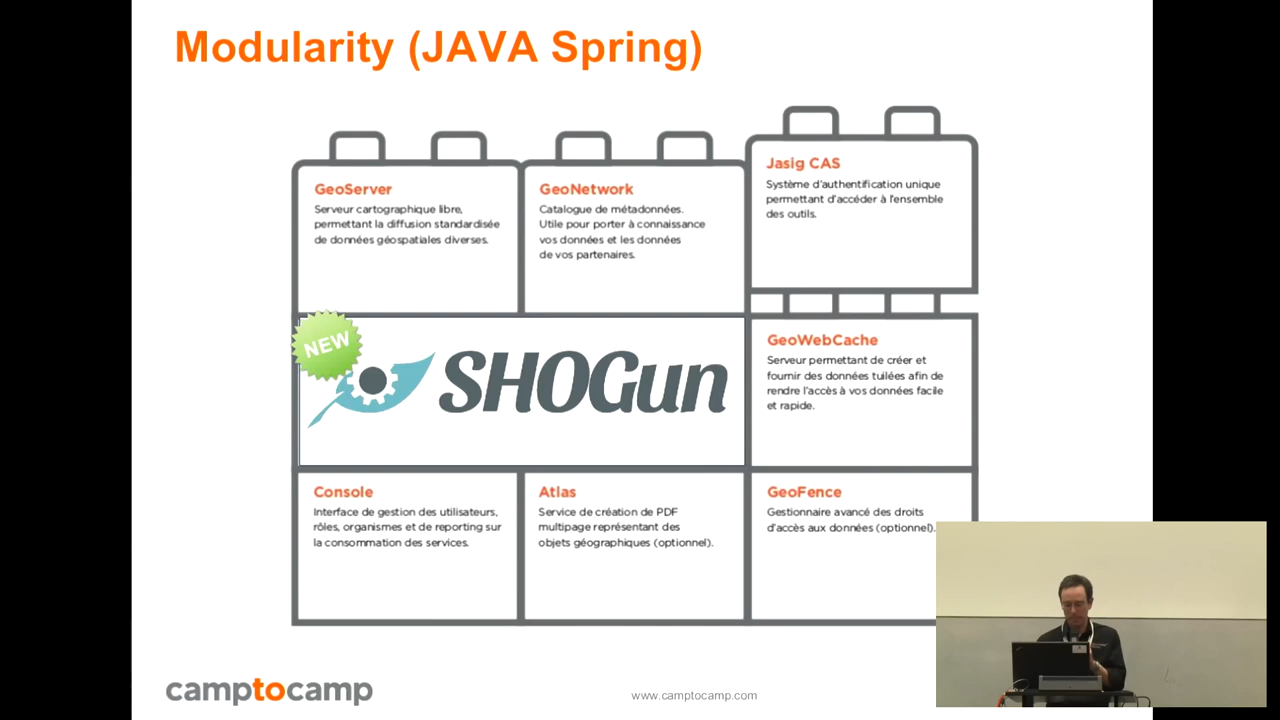 Modularity (JAVA Spring)
GeoServer
Serveur cartographique libre,
permettant la diffusion standardisée
de données géospatiales diverses.
GeoNetwork
Catalogue de métadonnées.
Utile pour porter à connaissance
vos données et les données
de vos partenaires.
Jasig CAS
Système d'authentification unique
permettant d'accéder à l'ensemble
des outils.
NEW
SHOGun
GeoWebCache
Serveur permettant de créer et
fournir des données tuilées afin de
rendre l'accès à vos données facile
et rapide.
Console
Interface de gestion des utilisateurs,
rôles, organismes et de reporting sur
la consommation des services.
Atlas
Service de création de PDF
multipage représentant des
objets géographiques (optionnel).
GeoFence
Gestionnaire avancé des droits
d'accès aux données (optionnel).
camptocamp
www.camptocamp.com